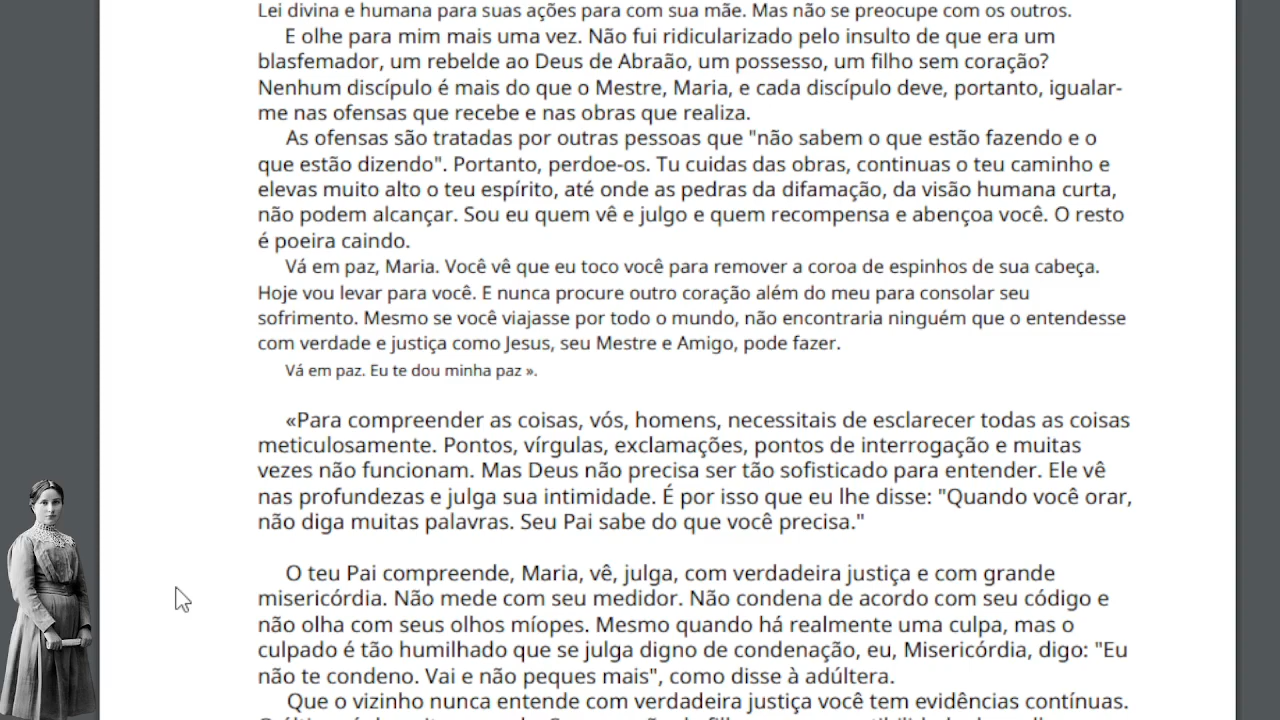 Lei divina e humana para suas ações para com sua mãe. Mas não se preocupe com os outros.
E olhe para mim mais uma vez. Não fui ridicularizado pelo insulto de que era um
blasfemador, um rebelde ao Deus de Abraão, um possesso, um filho sem coração?
Nenhum discípulo é mais do que o Mestre, Maria, e cada discípulo deve, portanto, igualar-
me nas ofensas que recebe e nas obras que realiza.
As ofensas são tratadas por outras pessoas que "não sabem o que estão fazendo e o
que estão dizendo". Portanto, perdoe-os. Tu cuidas das obras, continuas o teu caminho e
elevas muito alto o teu espírito, até onde as pedras da difamação, da visão humana curta,
não podem alcançar. Sou eu quem vê e julgo e quem recompensa e abençoa você. O resto
é poeira caindo.
Vá em paz, Maria. Você vê que eu toco você para remover a coroa de espinhos de sua cabeça.
Hoje vou levar para você. E nunca procure outro coração além do meu para consolar seu
sofrimento. Mesmo se você viajasse por todo o mundo, não encontraria ninguém que o entendesse
com verdade e justiça como Jesus, seu Mestre e Amigo, pode fazer.
Vá em paz. Eu te dou minha paz ».
«Para compreender as coisas, vós, homens, necessitais de esclarecer todas as coisas
meticulosamente. Pontos, vírgulas, exclamações, pontos de interrogação e muitas
vezes não funcionam. Mas Deus não precisa ser tão sofisticado para entender. Ele vê
nas profundezas e julga sua intimidade. É por isso que eu lhe disse: "Quando você orar,
não diga muitas palavras. Seu Pai sabe do que você precisa."
O teu Pai compreende, Maria, vê, julga, com verdadeira justiça e com grande
misericórdia. Não mede com seu medidor. Não condena de acordo com seu código e
não olha com seus olhos míopes. Mesmo quando há realmente uma culpa, mas o
culpado é tão humilhado que se julga digno de condenação, eu, Misericórdia, digo: "Eu
não te condeno. Vai e não peques mais", como disse à adúltera.
Que o vizinho nunca entende com verdadeira justiça você tem evidências contínuas.